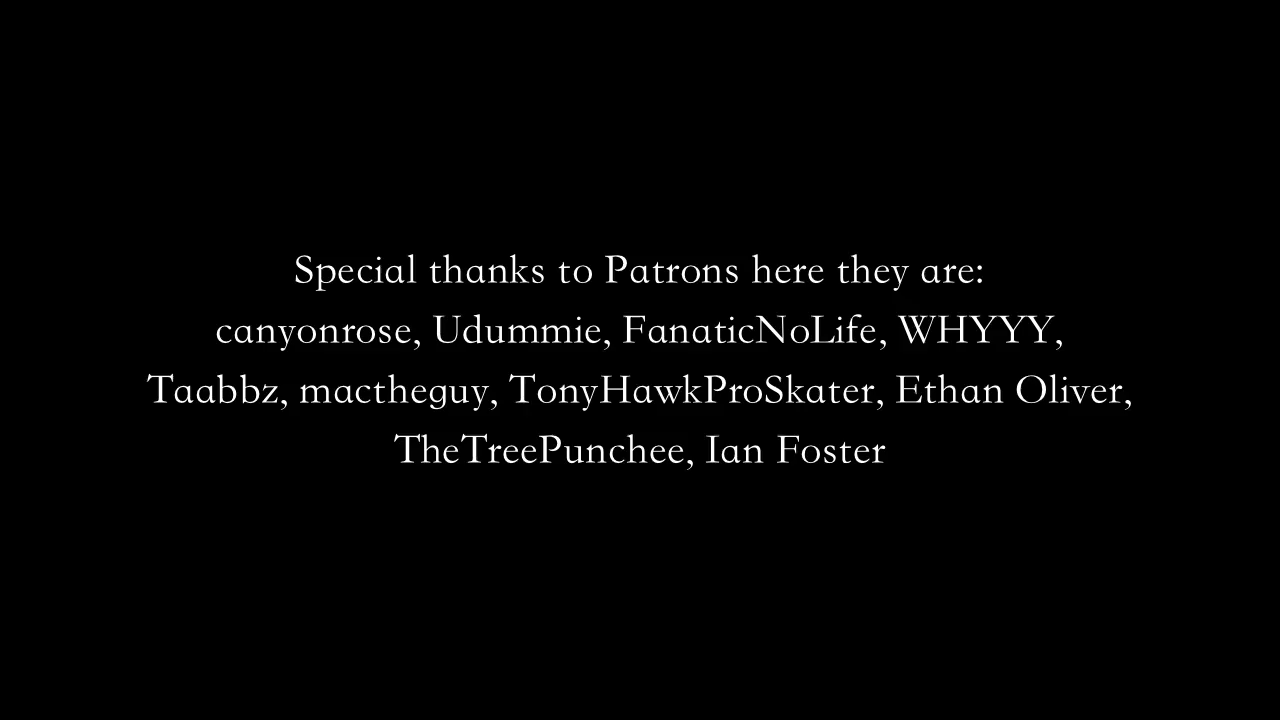 Special thanks to Patrons here they are:
canyonrose, Udummie, FanaticNoLife, WHYYY,
Taabbz, mactheguy, TonyHawkProSkater, Ethan Oliver,
TheTreePunchee, Ian Foster